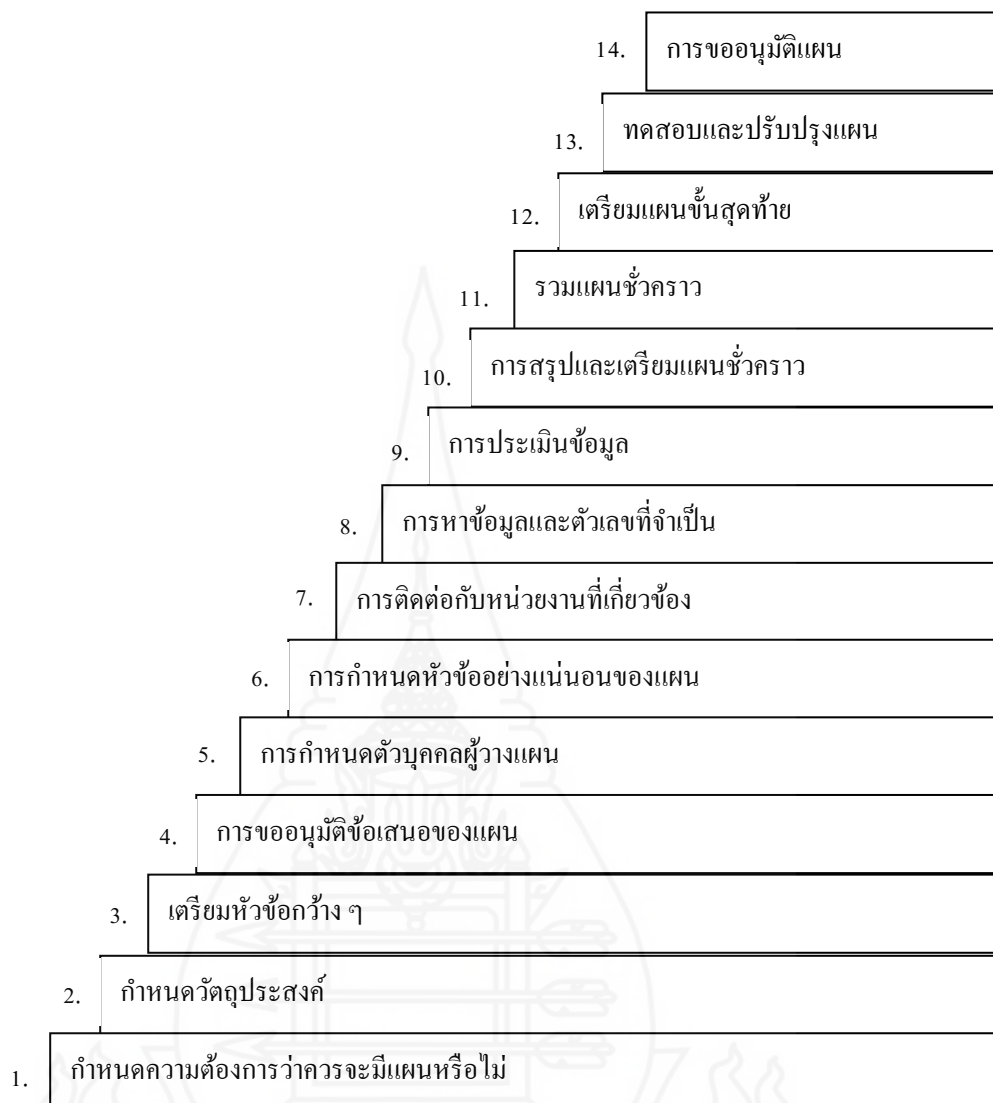 14. การขออนุมัติแผน
13. ทดสอบและปรับปรุงแผน
12. เตรียมแผนขั้นสุดท้าย
11. รวมแผนชั่วคราว
10. การสรุปและเตรียมแผนชั่วคราว
9. การประเมินข้อมูล
8. การหาข้อมูลและตัวเลขที่จำเป็น
7. การติดต่อกับหน่วยงานที่เกี่ยวข้อง
6. การกำหนดหัวข้ออย่างแน่นอนของแผน
5. การกำหนดตัวบุคคลผู้วางแผน
4. การขออนุมัติข้อเสนอของแผน
3. เตรียมหัวข้อกว้าง ๆ
2. กำหนดวัตถุประสงค์
1. กำหนดความต้องการว่าควรจะมีแผนหรือไม่